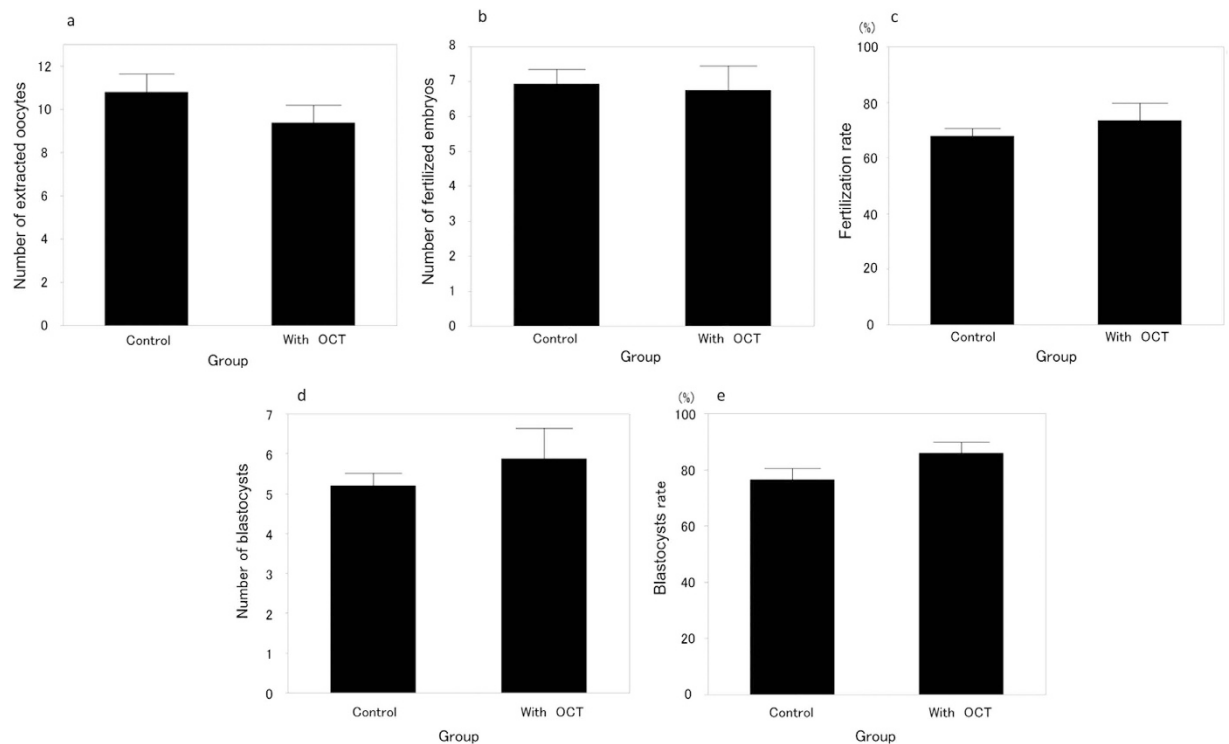 a
Number of extracted oocytes
12
10
8
6
4
2
0
Control
With OCT
Group
b
Number of fertilized embryos
8
7
6
5
4
3
2
1
0
Control
With OCT
Group
c
(%)
Fertilization rate
100
80
60
40
20
0
Control
With OCT
Group
d
Number of blastocysts
7
6
5
4
3
2
1
0
Control
With OCT
Group
e
(%)
Blastocysts rate
100
80
60
40
20
0
Control
With OCT
Group